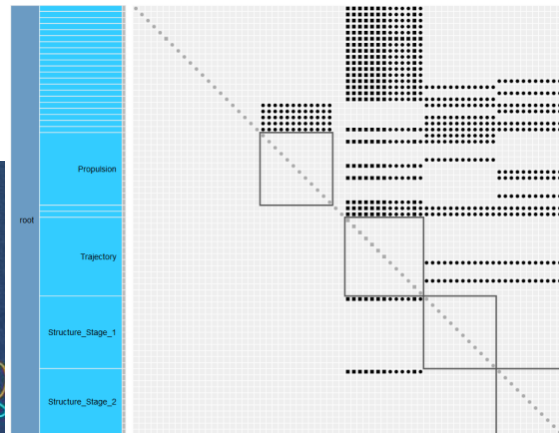 Propulsion
root
Trajectory
Structure_Stage_1
Structure_Stage_2